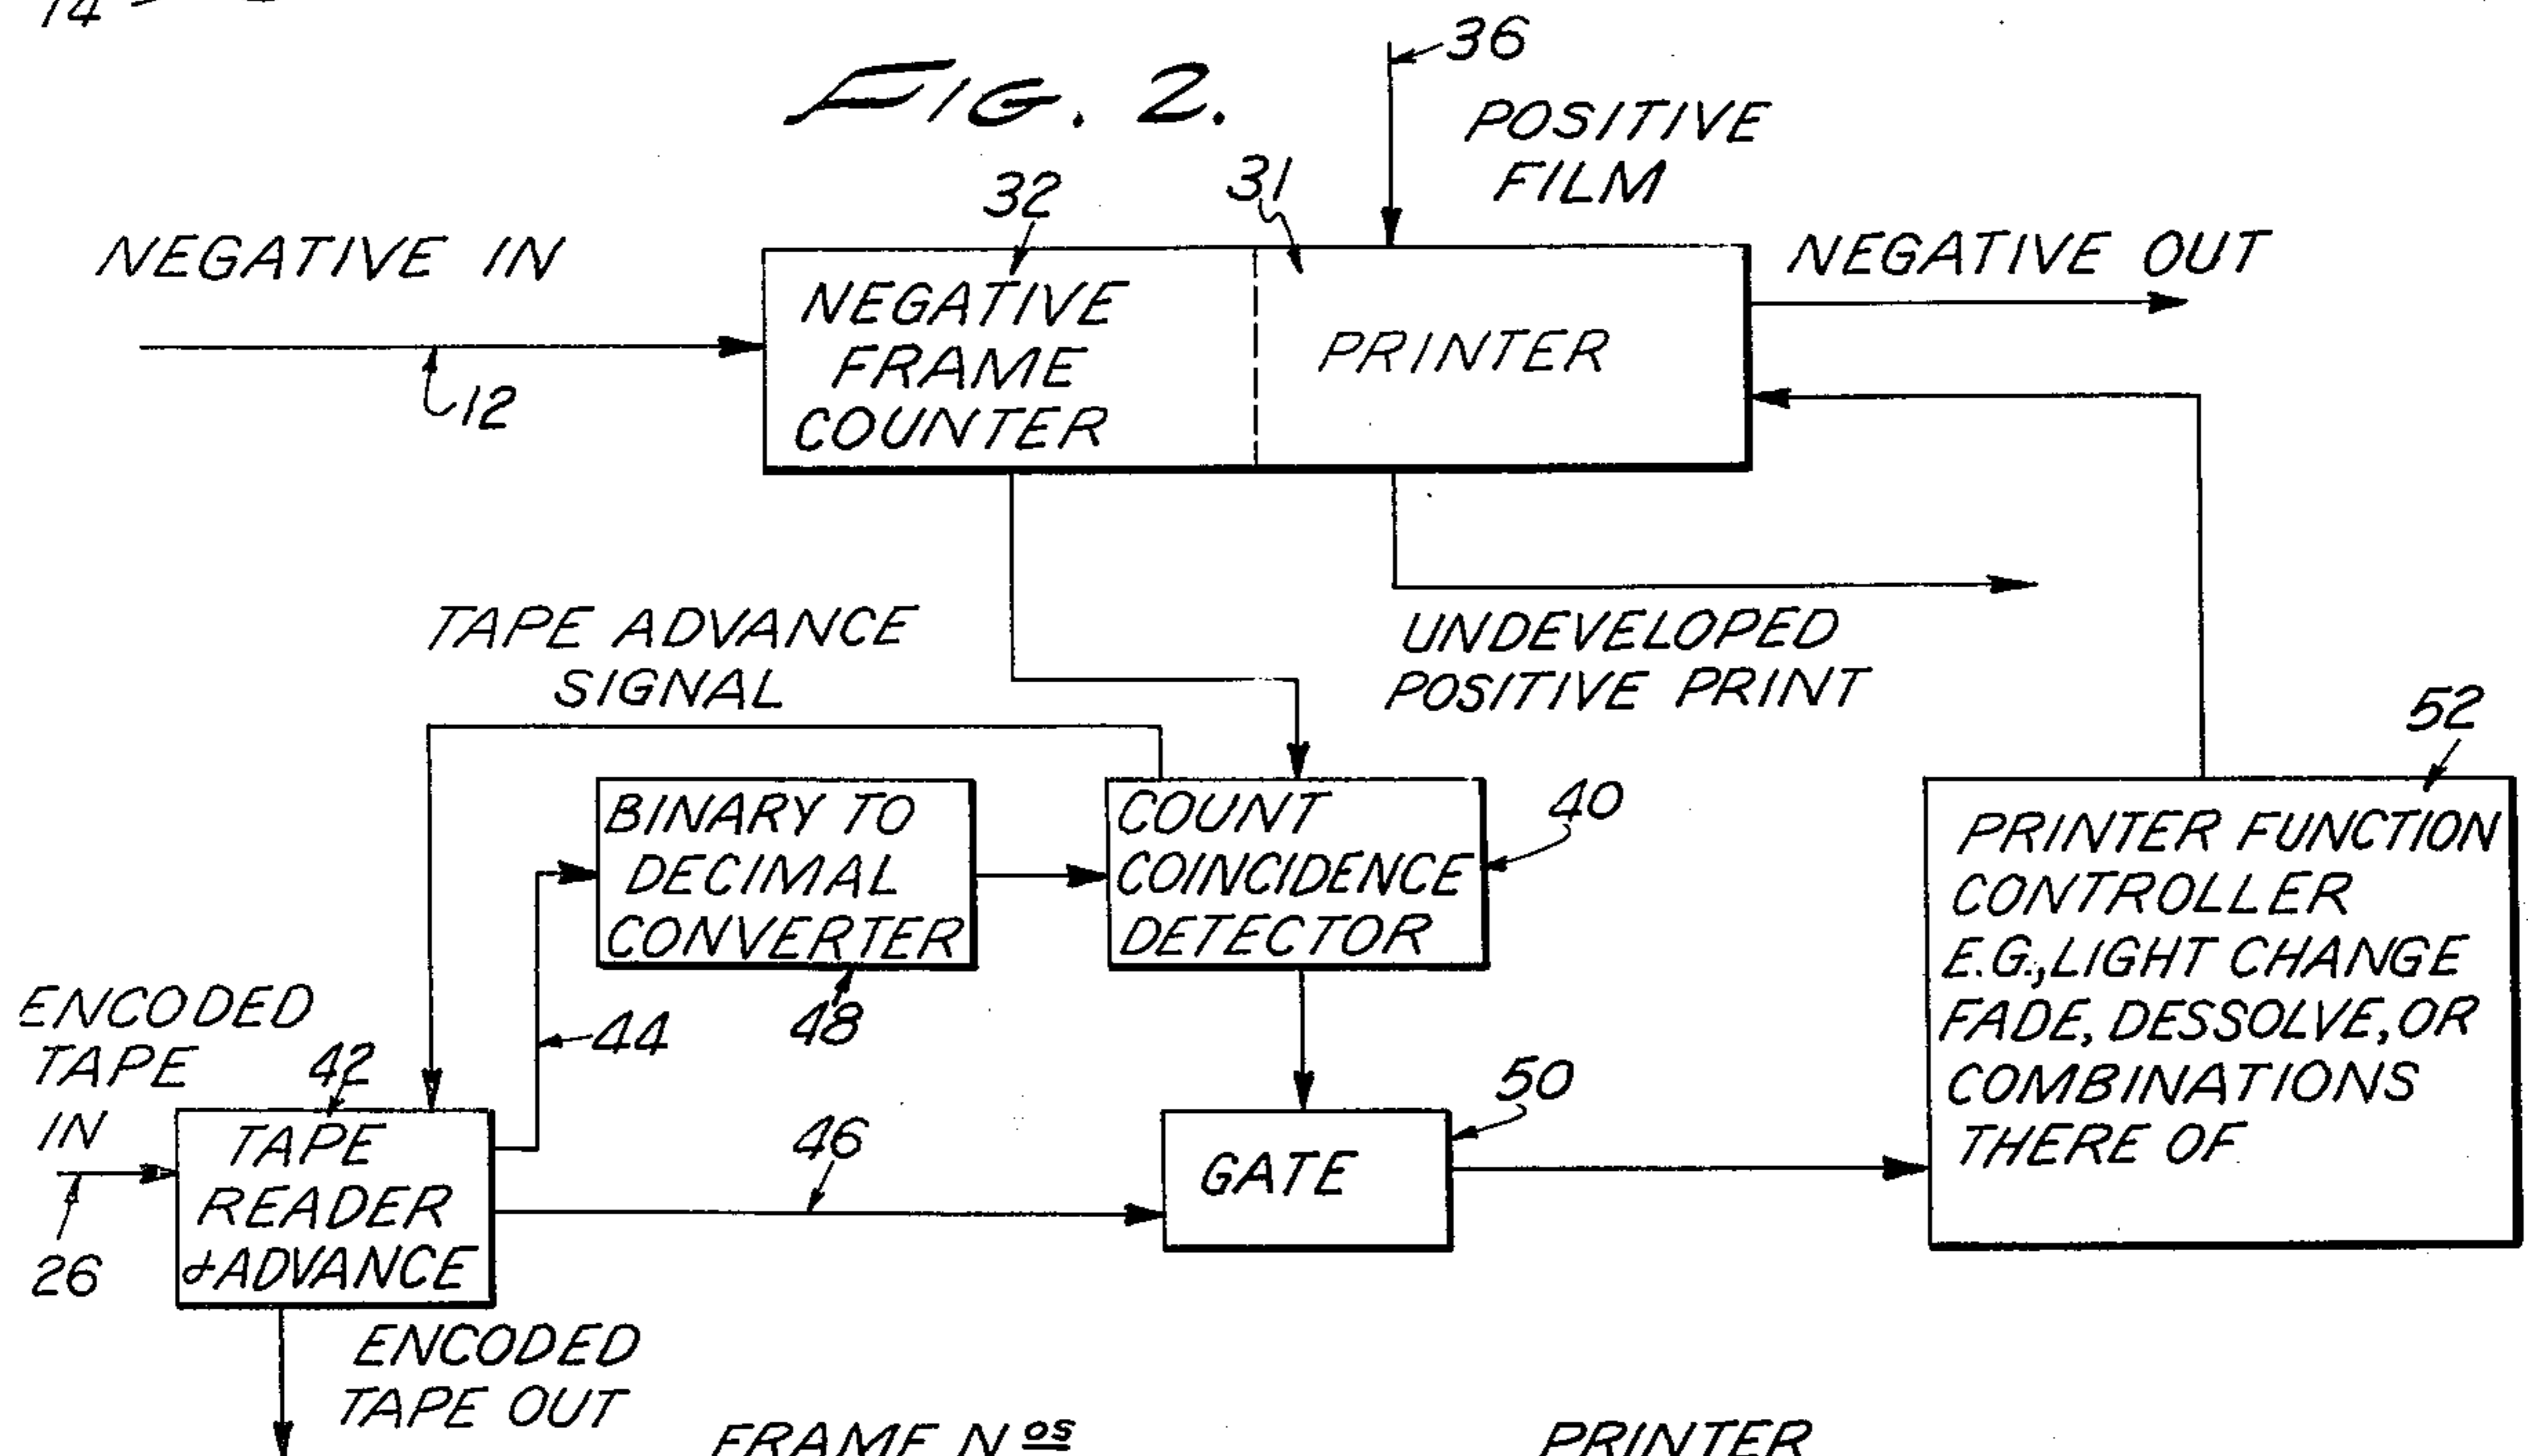 14
FIG. 2.
36
POSITIVE
FILM
32
31
NEGATIVE IN
NEGATIVE OUT
NEGATIVE
FRAME
COUNTER
PRINTER
12
TAPE ADVANCE
SIGNAL
UNDEVELOPED
POSITIVE PRINT
52
BINARY TO
DECIMAL
CONVERTER
COUNT
COINCIDENCE
DETECTOR
40
PRINTER FUNCTION
CONTROLLER
E.G., LIGHT CHANGE
FADE, DESSOLVE, OR
COMBINATIONS
THERE OF
48
44
ENCODED
TAPE
IN
42
46
50
TAPE
READER
& ADVANCE
GATE
26
ENCODED
TAPE OUT
FRAME Nos
PRINTER